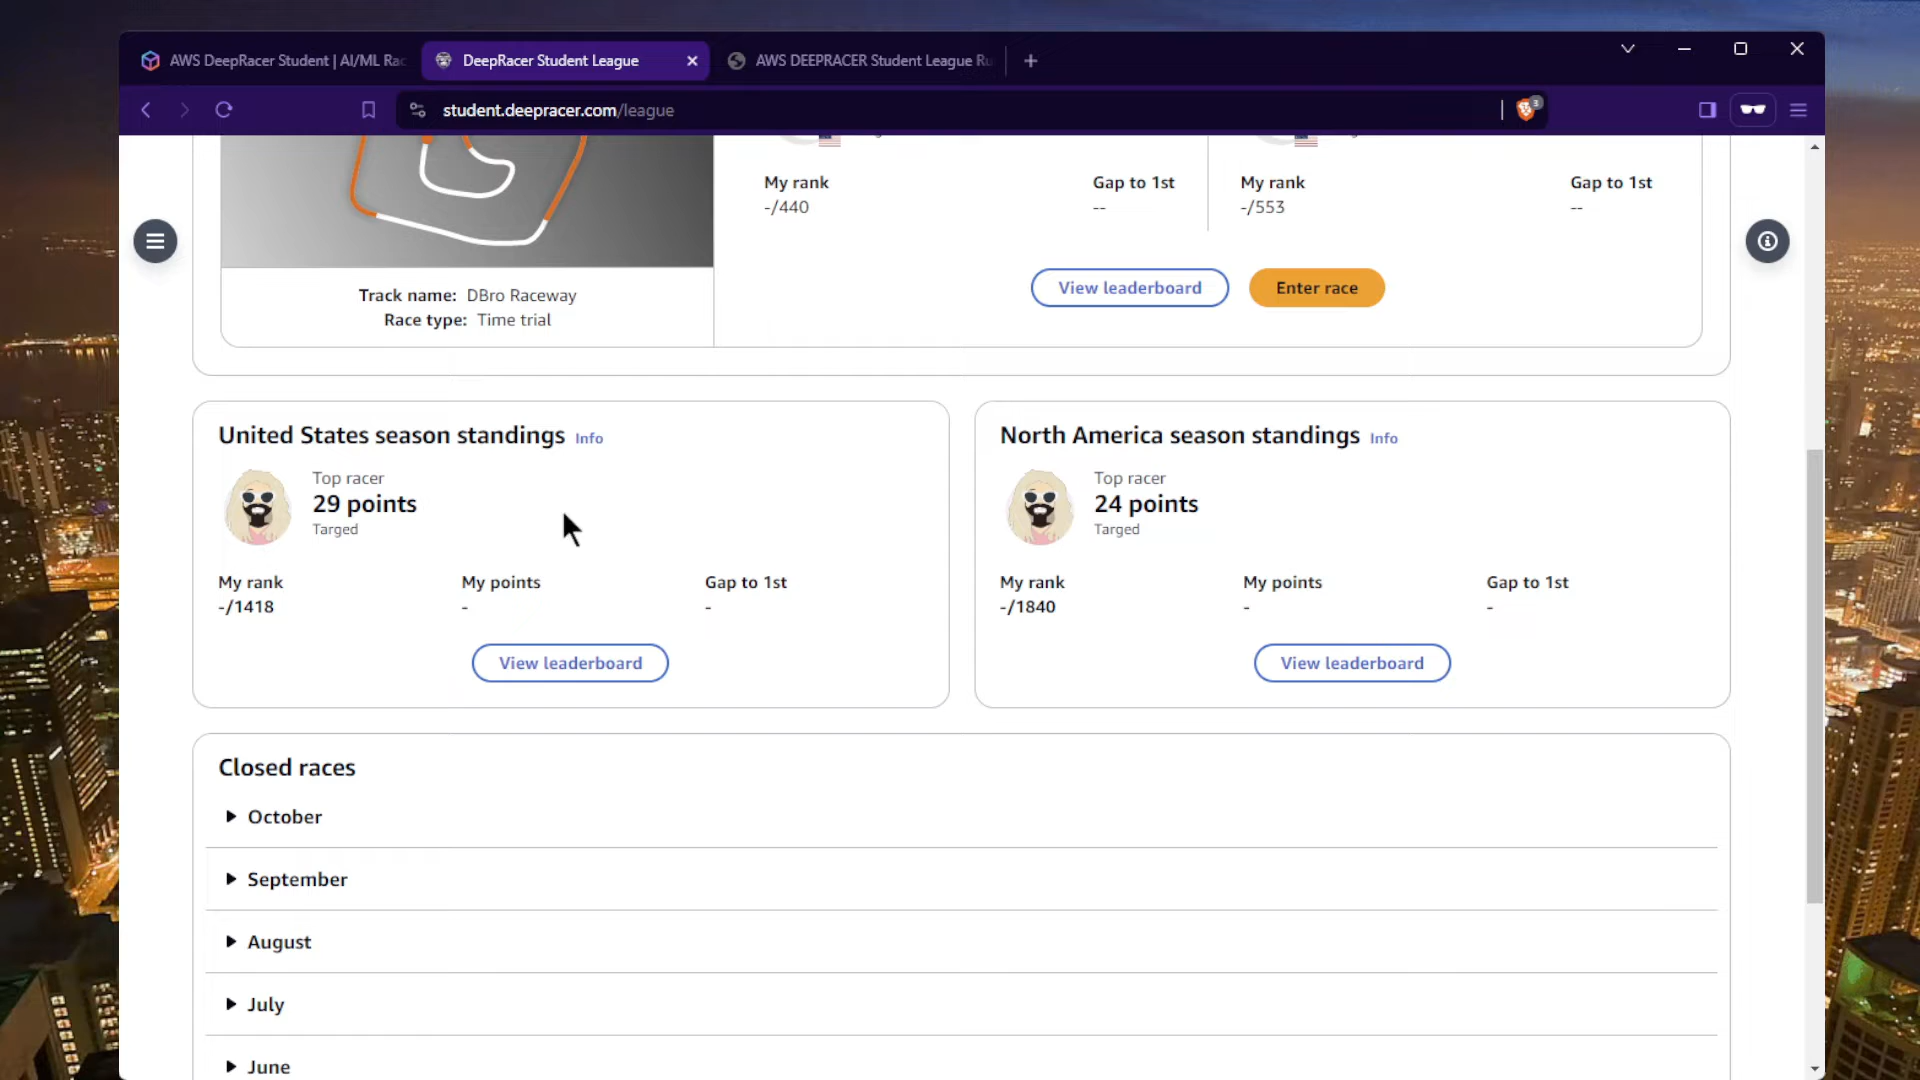 AWS DeepRacer Student | AI/ML Rac
DeepRacer Student League
AWS DEEPRACER Student League Ru
student.deepracer.com/league
3
My rank
Gap to 1st
-/440
--
My rank
Gap to 1st
-/553
--
View leaderboard
Enter race
Track name: DBro Raceway
Race type: Time trial
United States season standings Info
Top racer
29 points
Targed
My rank
My points
Gap to 1st
-/1418
-
-
View leaderboard
North America season standings Info
Top racer
24 points
Targed
My rank
My points
Gap to 1st
-/1840
-
-
View leaderboard
Closed races
October
September
August
July
June